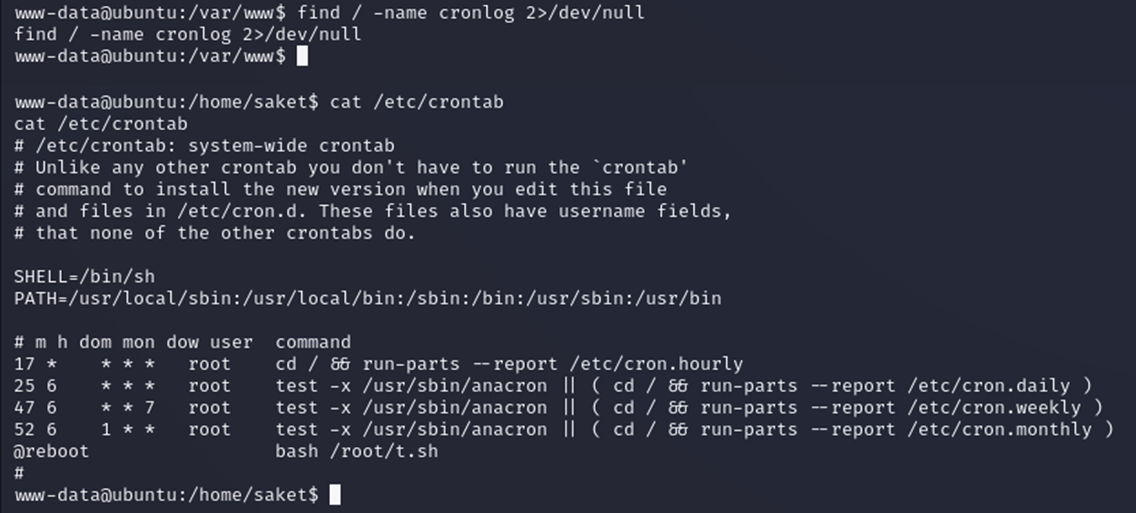 www-data@ubuntu:/var/www$ find / -name cronlog 2>/dev/null
find / -name cronlog 2>/dev/null
www-data@ubuntu:/var/www$
www-data@ubuntu:/home/saket$ cat /etc/crontab
cat /etc/crontab
# /etc/crontab: system-wide crontab
# Unlike any other crontab you don't have to run the `crontab'
# command to install the new version when you edit this file
# and files in /etc/cron.d. These files also have username fields,
# that none of the other crontabs do.
SHELL=/bin/sh
PATH=/usr/local/sbin:/usr/local/bin:/sbin:/bin:/usr/sbin:/usr/bin
# m h dom mon dow user  command
17 *    * * *   root    cd / && run-parts --report /etc/cron.hourly
25 6    * * *   root    test -x /usr/sbin/anacron || ( cd / && run-parts --report /etc/cron.daily )
47 6    * * 7   root    test -x /usr/sbin/anacron || ( cd / && run-parts --report /etc/cron.weekly )
52 6    1 * *   root    test -x /usr/sbin/anacron || ( cd / && run-parts --report /etc/cron.monthly )
@reboot                 bash /root/t.sh
#
www-data@ubuntu:/home/saket$